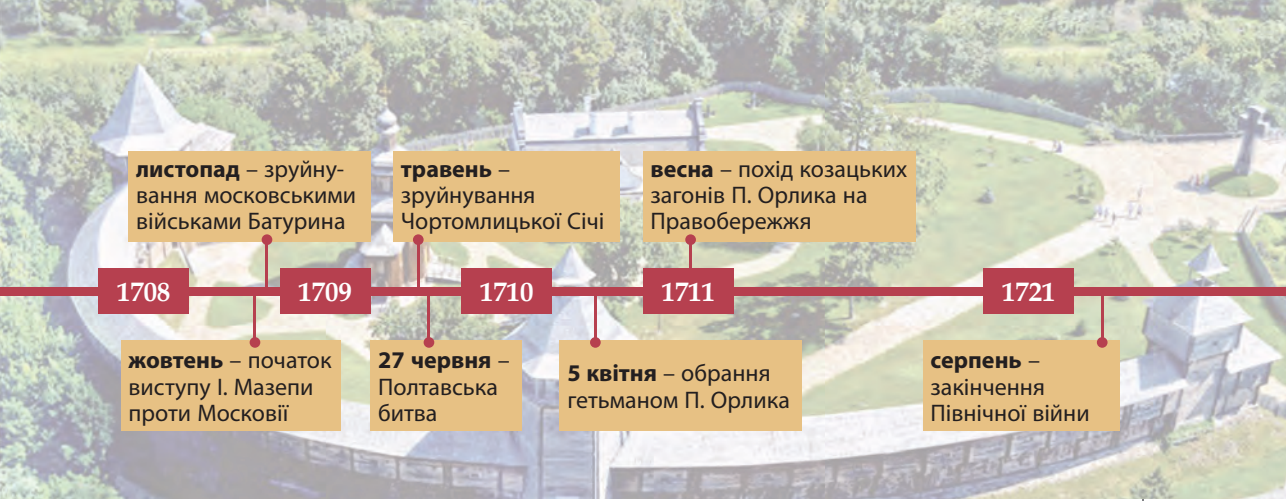 листопад – зруйну-
вання московськими
військами Батурина
травень –
зруйнування
Чортомлицької Січі
весна – похід козацьких
загонів П. Орлика на
Правобережжя
1708
1709
1710
1711
1721
жовтень – початок
виступу І. Мазепи
проти Московії
27 червня –
Полтавська
битва
5 квітня – обрання
гетьманом П. Орлика
серпень –
закінчення
Північної війни